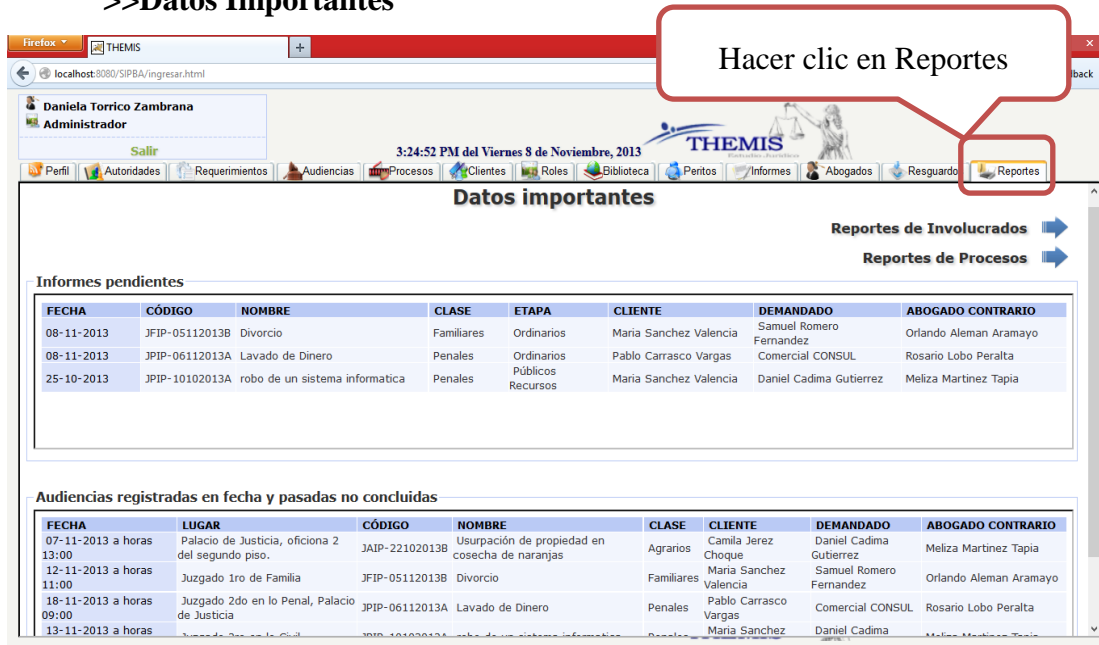 >>Datos Importantes
Hacer clic en Reportes
Firefox
THEMIS
+
x
localhost:8080/SIPBA/ingresar.html
dback
Daniela Torrico Zambrana
Administrador
Salir
3:24:52 PM del Viernes 8 de Noviembre, 2013
THEMIS
Estudio Jurídico
Perfil Autoridades Requerimientos Audiencias Procesos Clientes Roles Biblioteca Peritos Informes Abogados Resguardo Reportes
Datos importantes
Reportes de Involucrados
Reportes de Procesos
Informes pendientes
FECHA CÓDIGO NOMBRE CLASE ETAPA CLIENTE DEMANDADO ABOGADO CONTRARIO
08-11-2013 JFIP-05112013B Divorcio Familiares Ordinarios Maria Sanchez Valencia Samuel Romero Fernandez Orlando Aleman Aramayo
08-11-2013 JPIP-06112013A Lavado de Dinero Penales Ordinarios Pablo Carrasco Vargas Comercial CONSUL Rosario Lobo Peralta
25-10-2013 JPIP-10102013A robo de un sistema informatica Penales Públicos Recursos Maria Sanchez Valencia Daniel Cadima Gutierrez Meliza Martinez Tapia
Audiencias registradas en fecha y pasadas no concluidas
FECHA LUGAR CÓDIGO NOMBRE CLASE CLIENTE DEMANDADO ABOGADO CONTRARIO
07-11-2013 a horas 13:00 Palacio de Justicia, oficiona 2 del segundo piso. JAIP-22102013B Usurpación de propiedad en cosecha de naranjas Agrarios Camila Jerez Choque Daniel Cadima Gutierrez Meliza Martinez Tapia
12-11-2013 a horas 11:00 Juzgado 1ro de Familia JFIP-05112013B Divorcio Familiares Maria Sanchez Valencia Samuel Romero Fernandez Orlando Aleman Aramayo
18-11-2013 a horas 09:00 Juzgado 2do en lo Penal, Palacio de Justicia JPIP-06112013A Lavado de Dinero Penales Pablo Carrasco Vargas Comercial CONSUL Rosario Lobo Peralta
13-11-2013 a horas Maria Sanchez Daniel Cadima